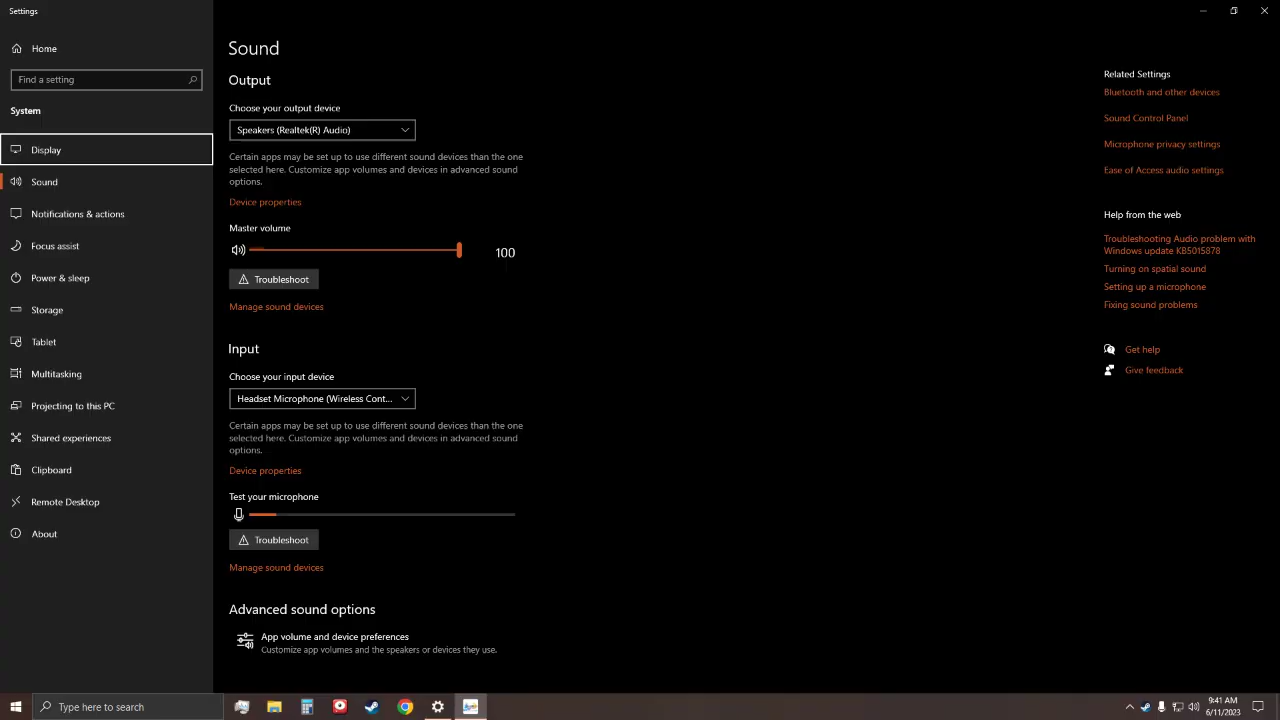 Settings
Home
Find a setting
System
Display
Sound
Notifications & actions
Focus assist
Power & sleep
Storage
Tablet
Multitasking
Projecting to this PC
Shared experiences
Clipboard
Remote Desktop
About
Sound
Output
Choose your output device
Speakers (Realtek(R) Audio)
Certain apps may be set up to use different sound devices than the one
selected here. Customize app volumes and devices in advanced sound
options.
Device properties
Master volume
100
Troubleshoot
Manage sound devices
Input
Choose your input device
Headset Microphone (Wireless Cont...
Certain apps may be set up to use different sound devices than the one
selected here. Customize app volumes and devices in advanced sound
options.
Device properties
Test your microphone
Troubleshoot
Manage sound devices
Advanced sound options
App volume and device preferences
Customize app volumes and the speakers or devices they use.
Related Settings
Bluetooth and other devices
Sound Control Panel
Microphone privacy settings
Ease of Access audio settings
Help from the web
Troubleshooting Audio problem with
Windows update KB5015878
Turning on spatial sound
Setting up a microphone
Fixing sound problems
Get help
Give feedback
Type here to search
9:41 AM
6/11/2023